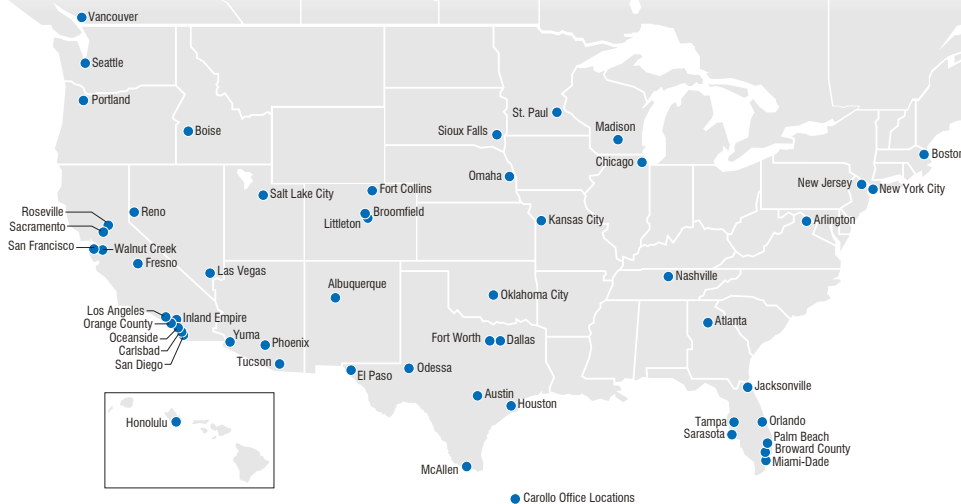 Vancouver
Seattle
Portland
Boise
St. Paul
Sioux Falls
Madison
Chicago
Boston
Omaha
New Jersey
New York City
Salt Lake City
Fort Collins
Broomfield
Littleton
Kansas City
Arlington
Reno
Roseville
Sacramento
San Francisco
Walnut Creek
Fresno
Las Vegas
Nashville
Albuquerque
Oklahoma City
Los Angeles
Inland Empire
Orange County
Oceanside
Carlsbad
San Diego
Yuma
Phoenix
Tucson
Fort Worth
Dallas
Atlanta
El Paso
Odessa
Austin
Houston
Jacksonville
Honolulu
Tampa
Orlando
Sarasota
Palm Beach
Broward County
Miami-Dade
McAllen
Carollo Office Locations